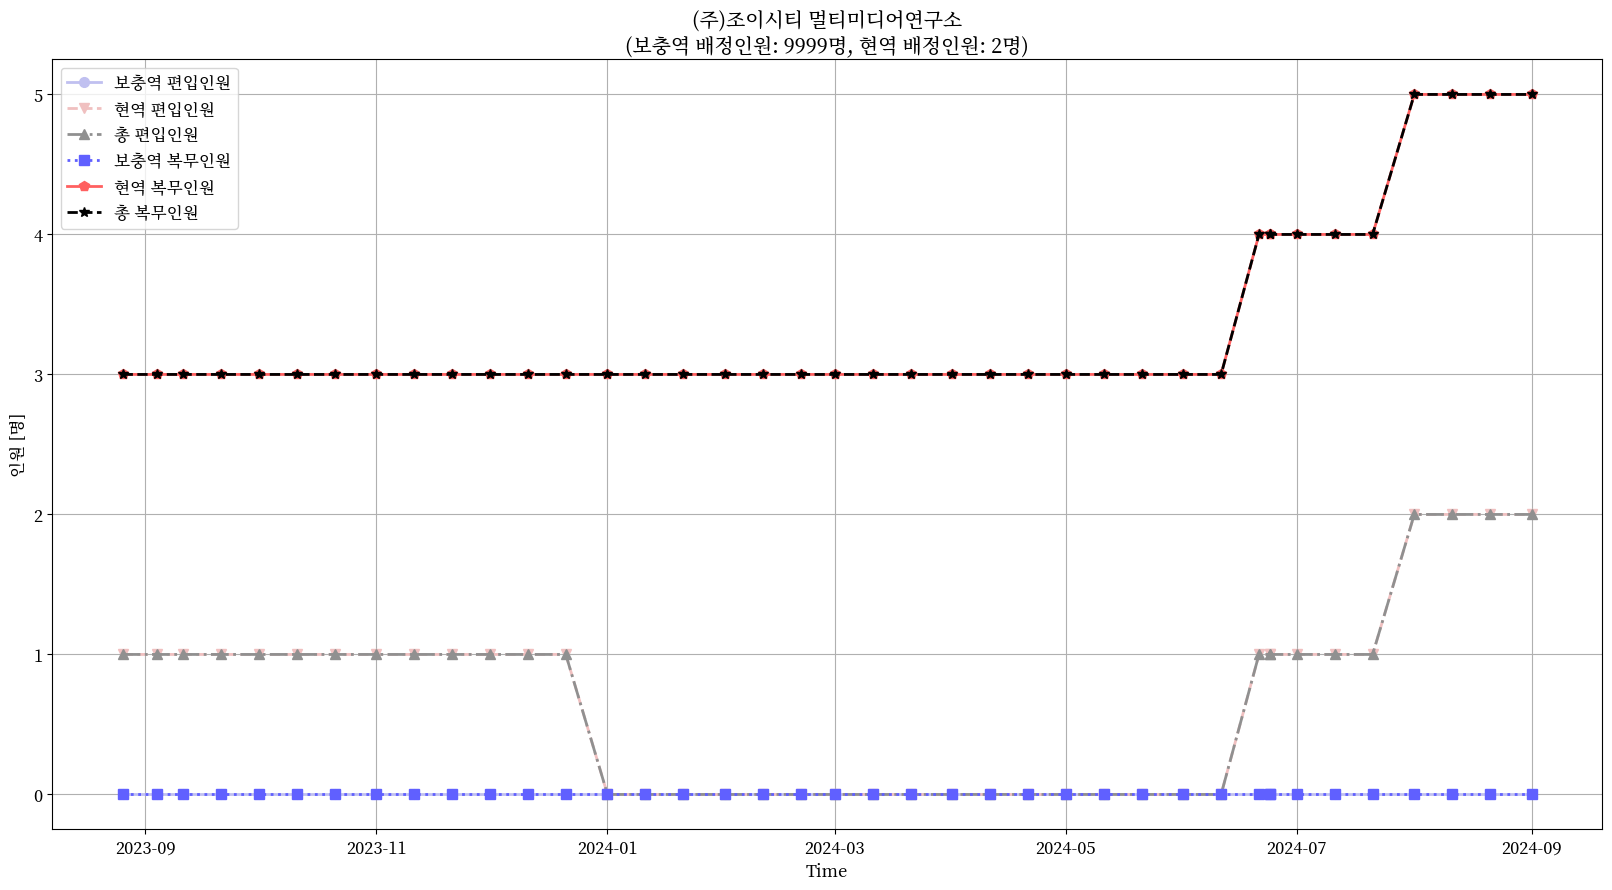 (주)조이시티 멀티미디어연구소
(보충역 배정인원: 9999명, 현역 배정인원: 2명)
보충역 편입인원
현역 편입인원
총 편입인원
보충역 복무인원
현역 복무인원
총 복무인원
5
4
3
2
1
0
인원 [명]
2023-09
2023-11
2024-01
2024-03
2024-05
2024-07
2024-09
Time